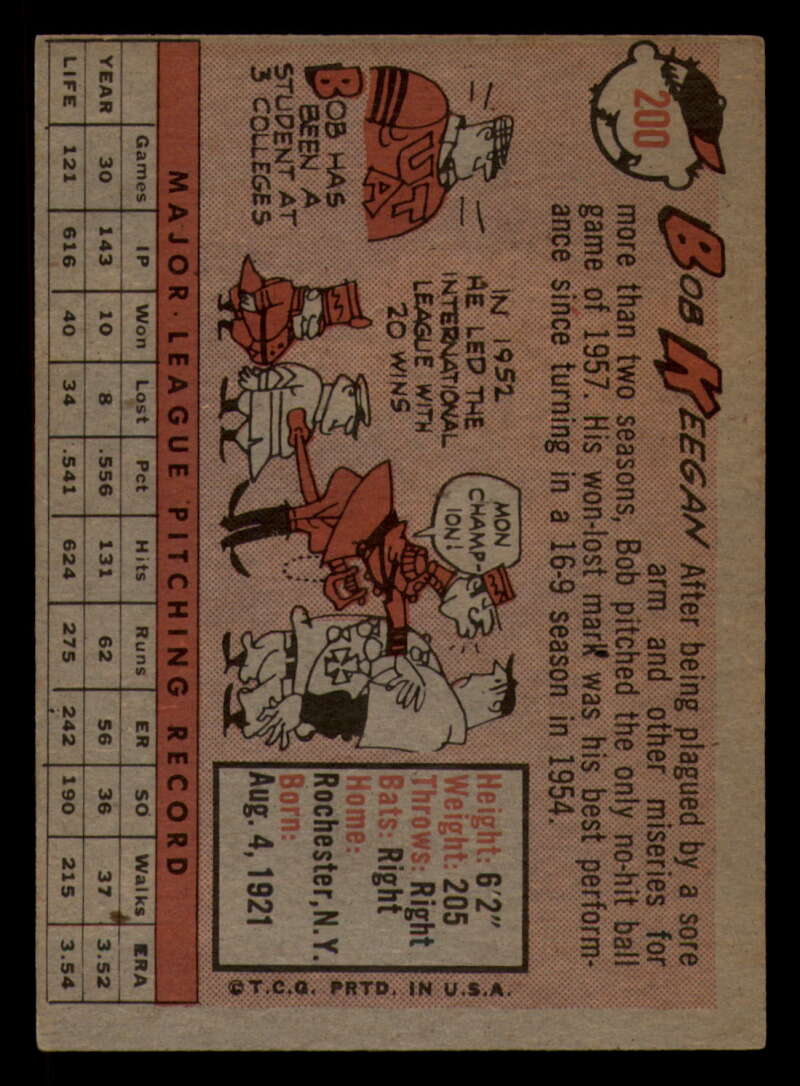 200
BOB KEEGAN
After being plagued by a sore
arm and other miseries for
more than two seasons, Bob pitched the only no-hit ball
game of 1957. His won-lost mark was his best perform-
ance since turning in a 16-9 season in 1954.
BOB HAS
BEEN A
STUDENT AT
3 COLLEGES
IN 1952
HE LED THE
INTERNATIONAL
LEAGUE WITH
20 WINS
MON
CHAMP-
ION!
Height: 6'2"
Weight: 205
Throws: Right
Bats: Right
Home:
Rochester, N.Y.
Born:
Aug. 4, 1921
© T.C.G. PRTD. IN U.S.A.
MAJOR·LEAGUE PITCHING RECORD
Games IP Won Lost Pct Hits Runs ER SO Walks ERA
YEAR 30 143 10 8 .556 131 62 56 36 37 3.52
LIFE 121 616 40 34 .541 624 275 242 190 215 3.54